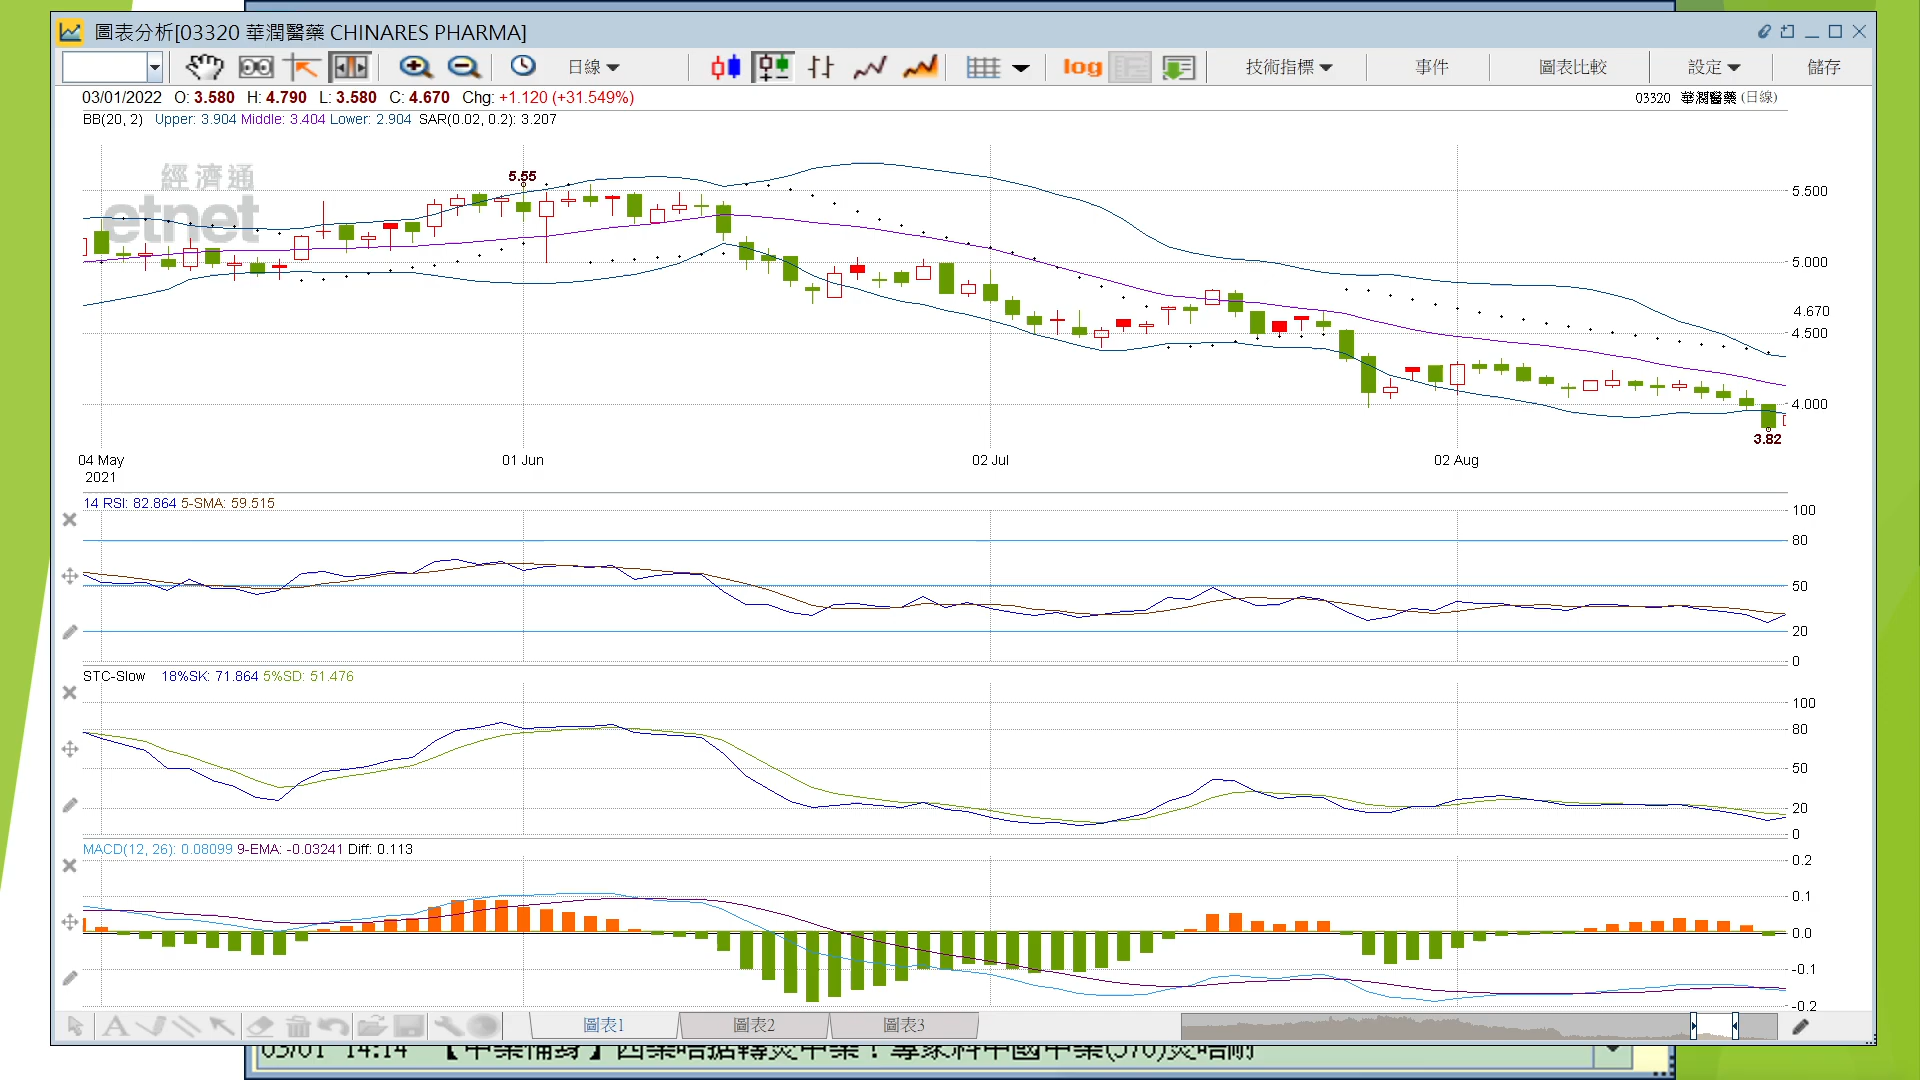 圖表分析[03320 華潤醫藥 CHINARES PHARMA]
日線 log 技術指標 事件 圖表比較 設定 儲存
03/01/2022 O: 3.580 H: 4.790 L: 3.580 C: 4.670 Chg: +1.120 (+31.549%) 03320 華潤醫藥 (日線)
BB(20, 2) Upper: 3.904 Middle: 3.404 Lower: 2.904 SAR(0.02, 0.2): 3.207
經濟通
etnet
5.55
5.500
5.000
4.670
4.500
4.000
3.82
04 May 01 Jun 02 Jul 02 Aug
2021
14 RSI: 82.864 5-SMA: 59.515
100
80
50
20
0
STC-Slow 18%SK: 71.864 5%SD: 51.476
100
80
50
20
0
MACD(12, 26): 0.08099 9-EMA: -0.03241 Diff: 0.113
0.2
0.1
0.0
-0.1
-0.2
A 圖表1 圖表2 圖表3
03/01 14:14